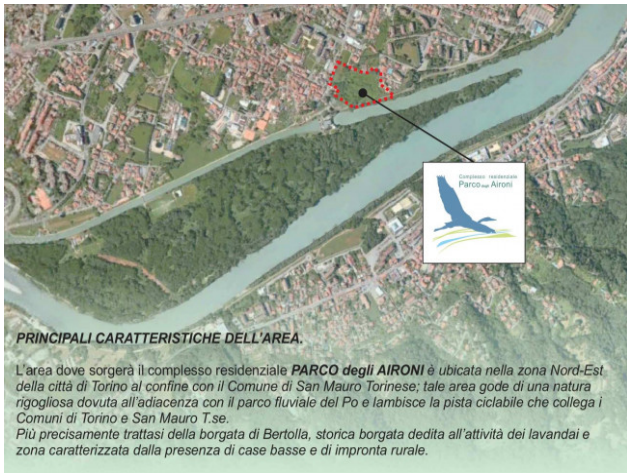 Complesso residenziale
Parco degli Aironi
PRINCIPALI CARATTERISTICHE DELL'AREA.
L'area dove sorgerà il complesso residenziale PARCO degli AIRONI è ubicata nella zona Nord-Est
della città di Torino al confine con il Comune di San Mauro Torinese; tale area gode di una natura
rigogliosa dovuta all'adiacenza con il parco fluviale del Po e lambisce la pista ciclabile che collega i
Comuni di Torino e San Mauro T.se.
Più precisamente trattasi della borgata di Bertolla, storica borgata dedita all'attività dei lavandai e
zona caratterizzata dalla presenza di case basse e di impronta rurale.